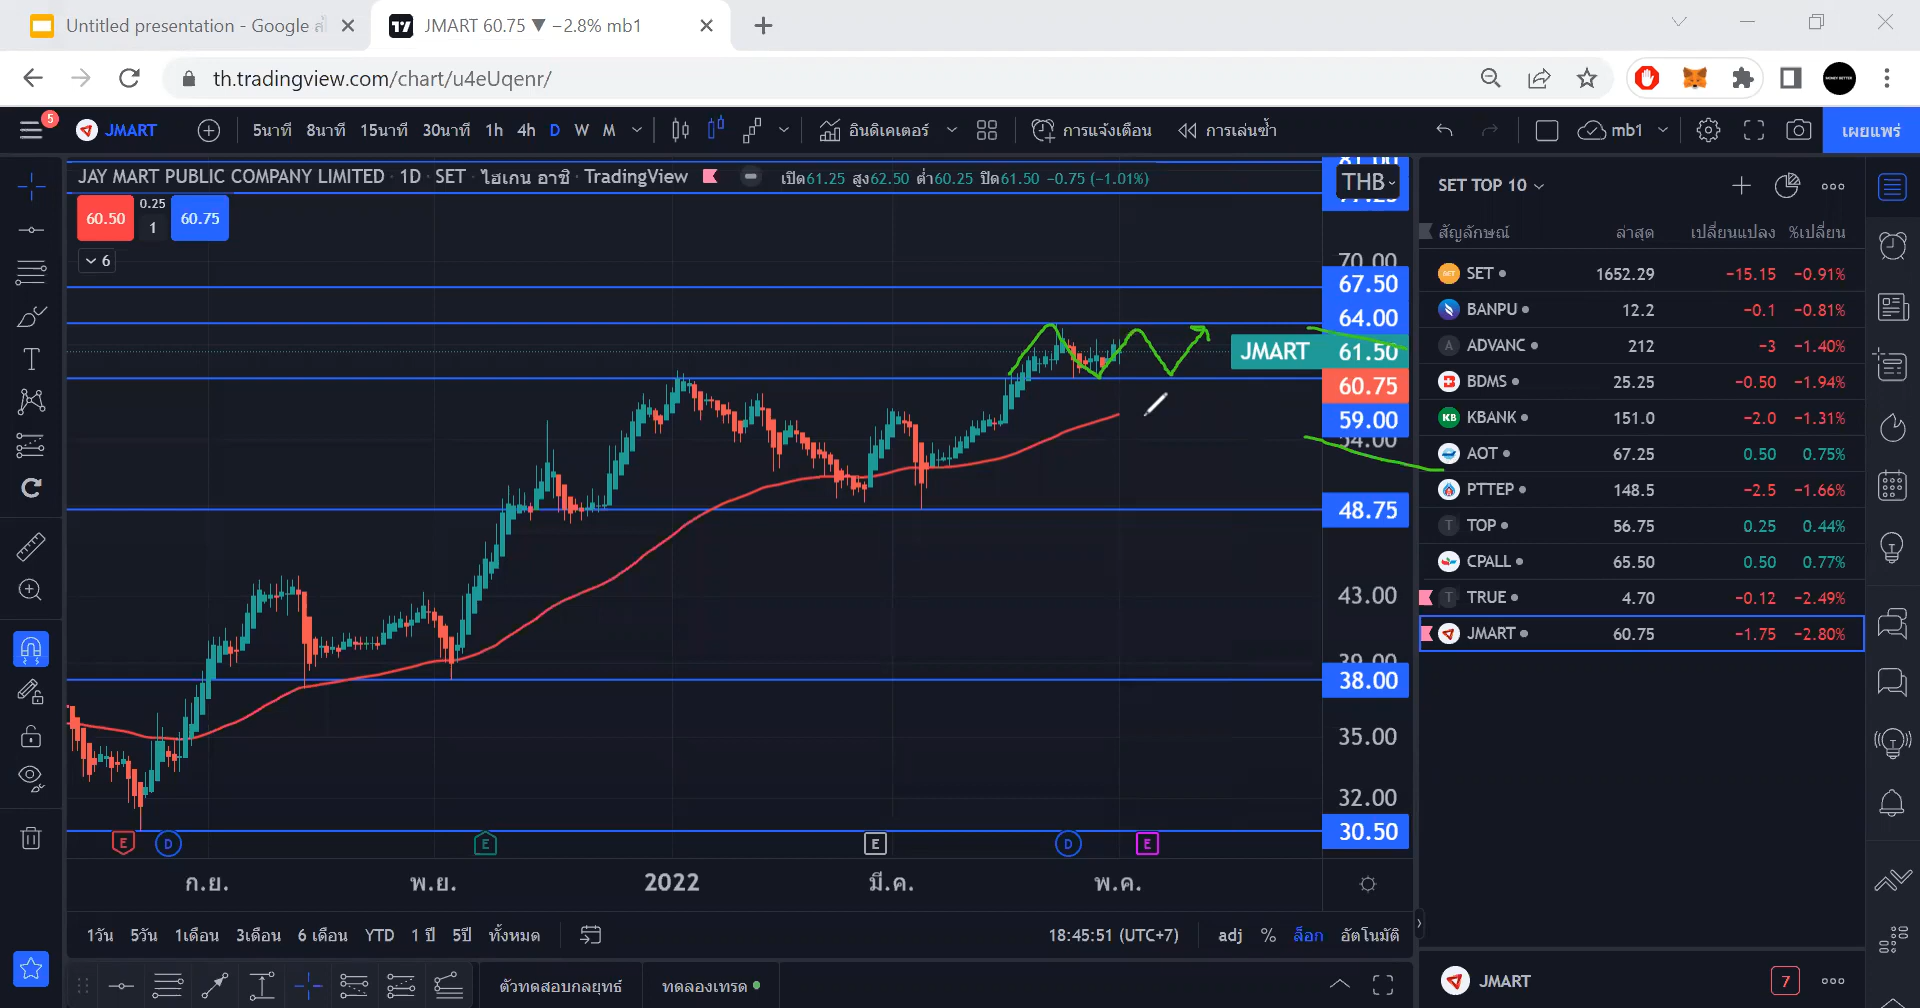 Untitled presentation - Google ส
JMART 60.75 ▼ −2.8% mb1
th.tradingview.com/chart/u4eUqenr/
5
JMART
5นาที 8นาที 15นาที 30นาที 1h 4h D W M
อินดิเคเตอร์
การแจ้งเตือน
การเล่นซ้ำ
mb1
เผยแพร่
JAY MART PUBLIC COMPANY LIMITED · 1D · SET · ไฮเกน อาชิ · TradingView
เปิด61.25 สูง62.50 ต่ำ60.25 ปิด61.50 −0.75 (−1.01%)
60.50
0.25
1
60.75
6
81.00
THB
77.25
70.00
67.50
64.00
JMART 61.50
60.75
59.00
54.00
48.75
43.00
39.00
38.00
35.00
32.00
30.50
E D E E D E
ก.ย. พ.ย. 2022 มี.ค. พ.ค.
1วัน 5วัน 1เดือน 3เดือน 6 เดือน YTD 1 ปี 5ปี ทั้งหมด
18:45:51 (UTC+7)
adj % ล็อก อัตโนมัติ
ตัวทดสอบกลยุทธ์
ทดลองเทรด
SET TOP 10
สัญลักษณ์ ล่าสุด เปลี่ยนแปลง %เปลี่ยน
SET 1652.29 −15.15 −0.91%
BANPU 12.2 −0.1 −0.81%
A ADVANC 212 −3 −1.40%
BDMS 25.25 −0.50 −1.94%
KB KBANK 151.0 −2.0 −1.31%
AOT 67.25 0.50 0.75%
PTTEP 148.5 −2.5 −1.66%
T TOP 56.75 0.25 0.44%
CPALL 65.50 0.50 0.77%
T TRUE 4.70 −0.12 −2.49%
JMART 60.75 −1.75 −2.80%
JMART
7